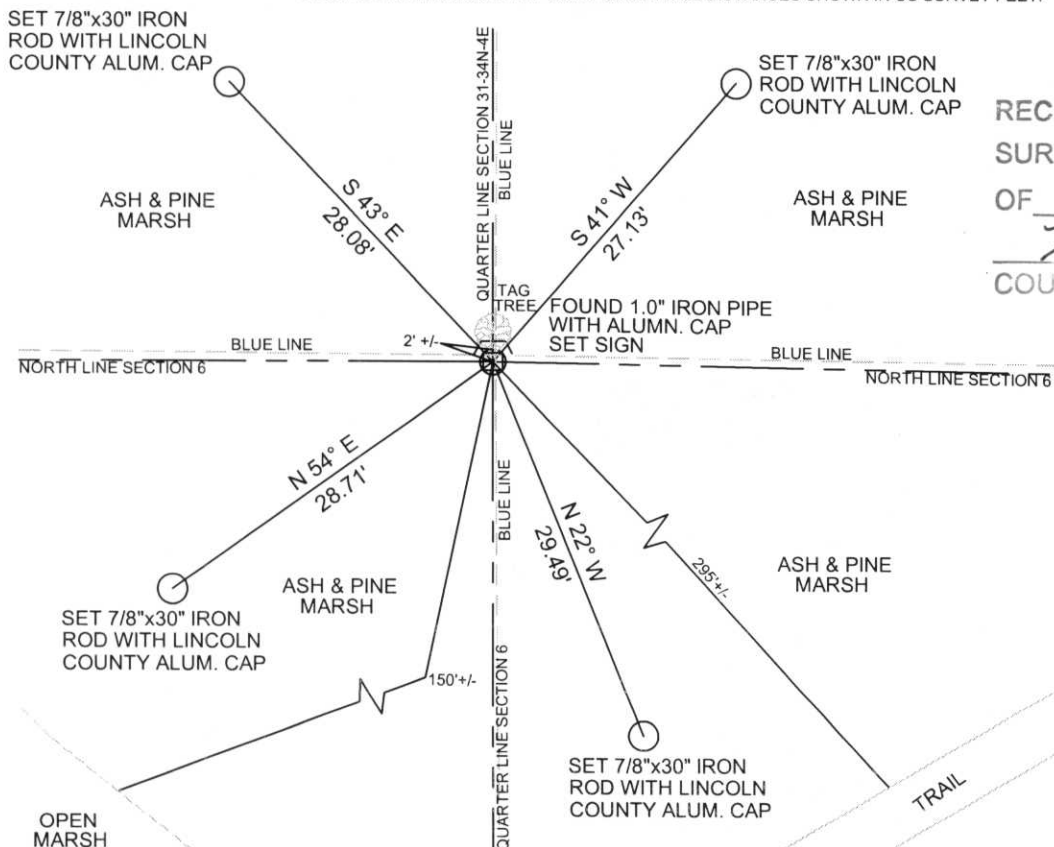 SET 7/8"x30" IRON
ROD WITH LINCOLN
COUNTY ALUM. CAP
SET 7/8"x30" IRON
ROD WITH LINCOLN
COUNTY ALUM. CAP
QUARTER LINE SECTION 31-34N-4E
BLUE LINE
REC
SUR
OF
COU
ASH & PINE
MARSH
S 43° E
28.08'
S 41° W
27.13'
ASH & PINE
MARSH
TAG
TREE
FOUND 1.0" IRON PIPE
WITH ALUMN. CAP
SET SIGN
2' +/-
BLUE LINE
NORTH LINE SECTION 6
BLUE LINE
NORTH LINE SECTION 6
N 54° E
28.71'
BLUE LINE
N 22° W
29.49'
295'+/-
ASH & PINE
MARSH
ASH & PINE
MARSH
SET 7/8"x30" IRON
ROD WITH LINCOLN
COUNTY ALUM. CAP
150'+/-
QUARTER LINE SECTION 6
SET 7/8"x30" IRON
ROD WITH LINCOLN
COUNTY ALUM. CAP
TRAIL
OPEN
MARSH